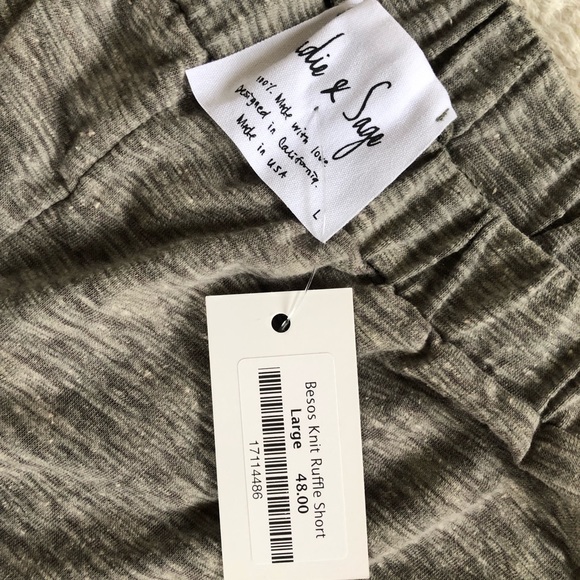 die & Sage
100% Made with love
Designed in California.
Made in USA
L
Besos Knit Ruffle Short
Large 48.00
17114486